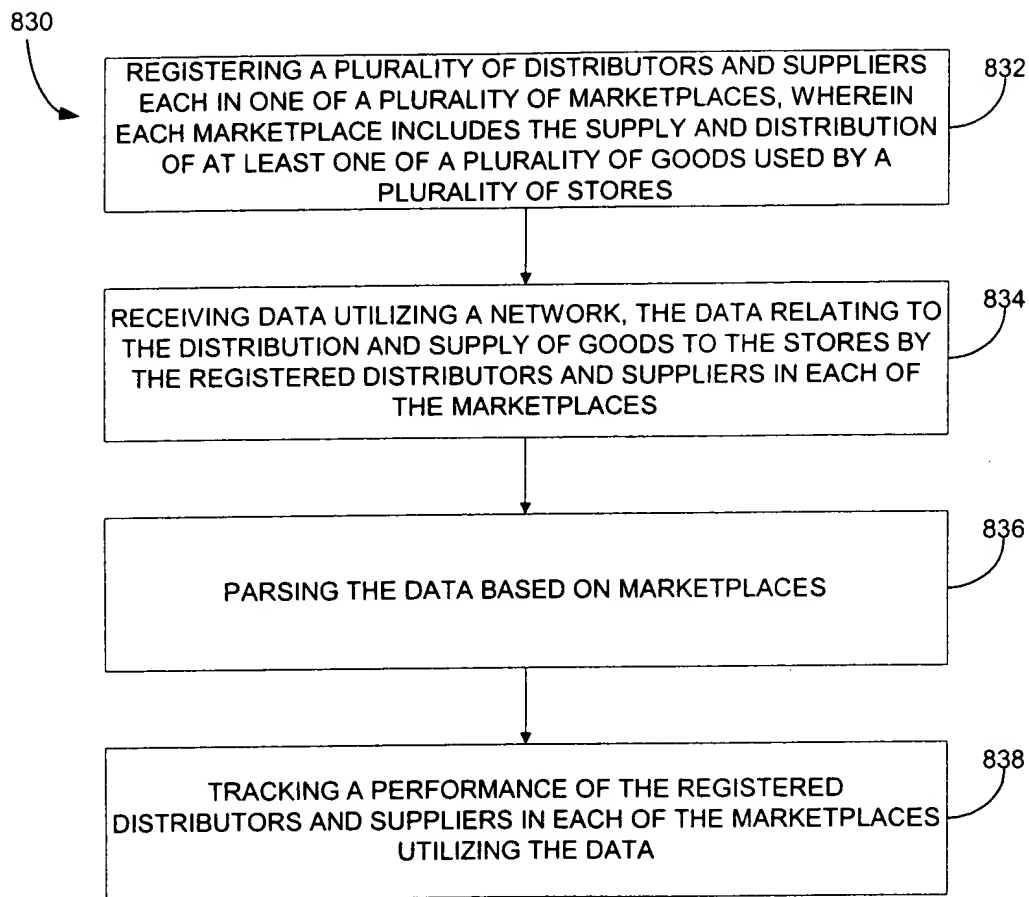 830
REGISTERING A PLURALITY OF DISTRIBUTORS AND SUPPLIERS
EACH IN ONE OF A PLURALITY OF MARKETPLACES, WHEREIN
EACH MARKETPLACE INCLUDES THE SUPPLY AND DISTRIBUTION
OF AT LEAST ONE OF A PLURALITY OF GOODS USED BY A
PLURALITY OF STORES
832
RECEIVING DATA UTILIZING A NETWORK, THE DATA RELATING TO
THE DISTRIBUTION AND SUPPLY OF GOODS TO THE STORES BY
THE REGISTERED DISTRIBUTORS AND SUPPLIERS IN EACH OF
THE MARKETPLACES
834
PARSING THE DATA BASED ON MARKETPLACES
836
TRACKING A PERFORMANCE OF THE REGISTERED
DISTRIBUTORS AND SUPPLIERS IN EACH OF THE MARKETPLACES
UTILIZING THE DATA
838